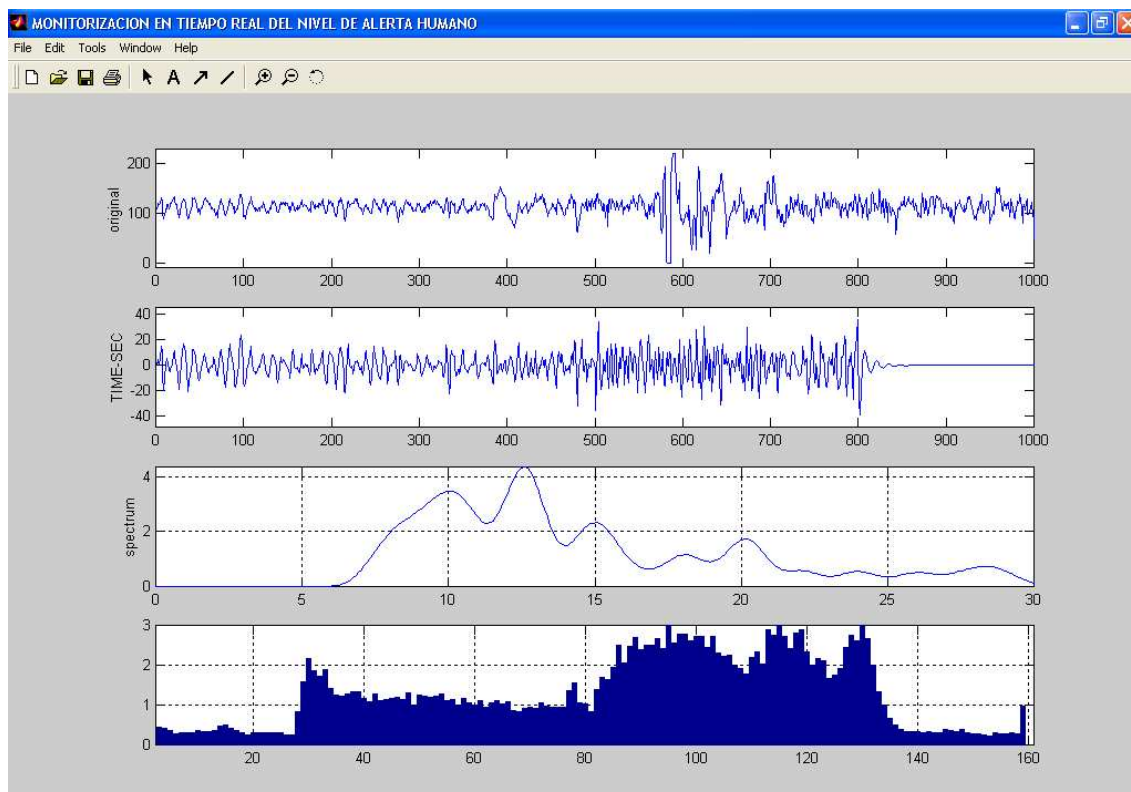 MONITORIZACION EN TIEMPO REAL DEL NIVEL DE ALERTA HUMANO
File Edit Tools Window Help
A
original
200
100
0
0 100 200 300 400 500 600 700 800 900 1000
TIME-SEC
40
20
0
-20
-40
0 100 200 300 400 500 600 700 800 900 1000
spectrum
4
2
0
0 5 10 15 20 25 30
3
2
1
0
20 40 60 80 100 120 140 160